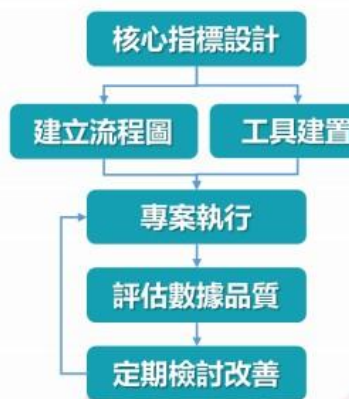 核心指標設計
建立流程圖
工具建置
專案執行
評估數據品質
定期檢討改善